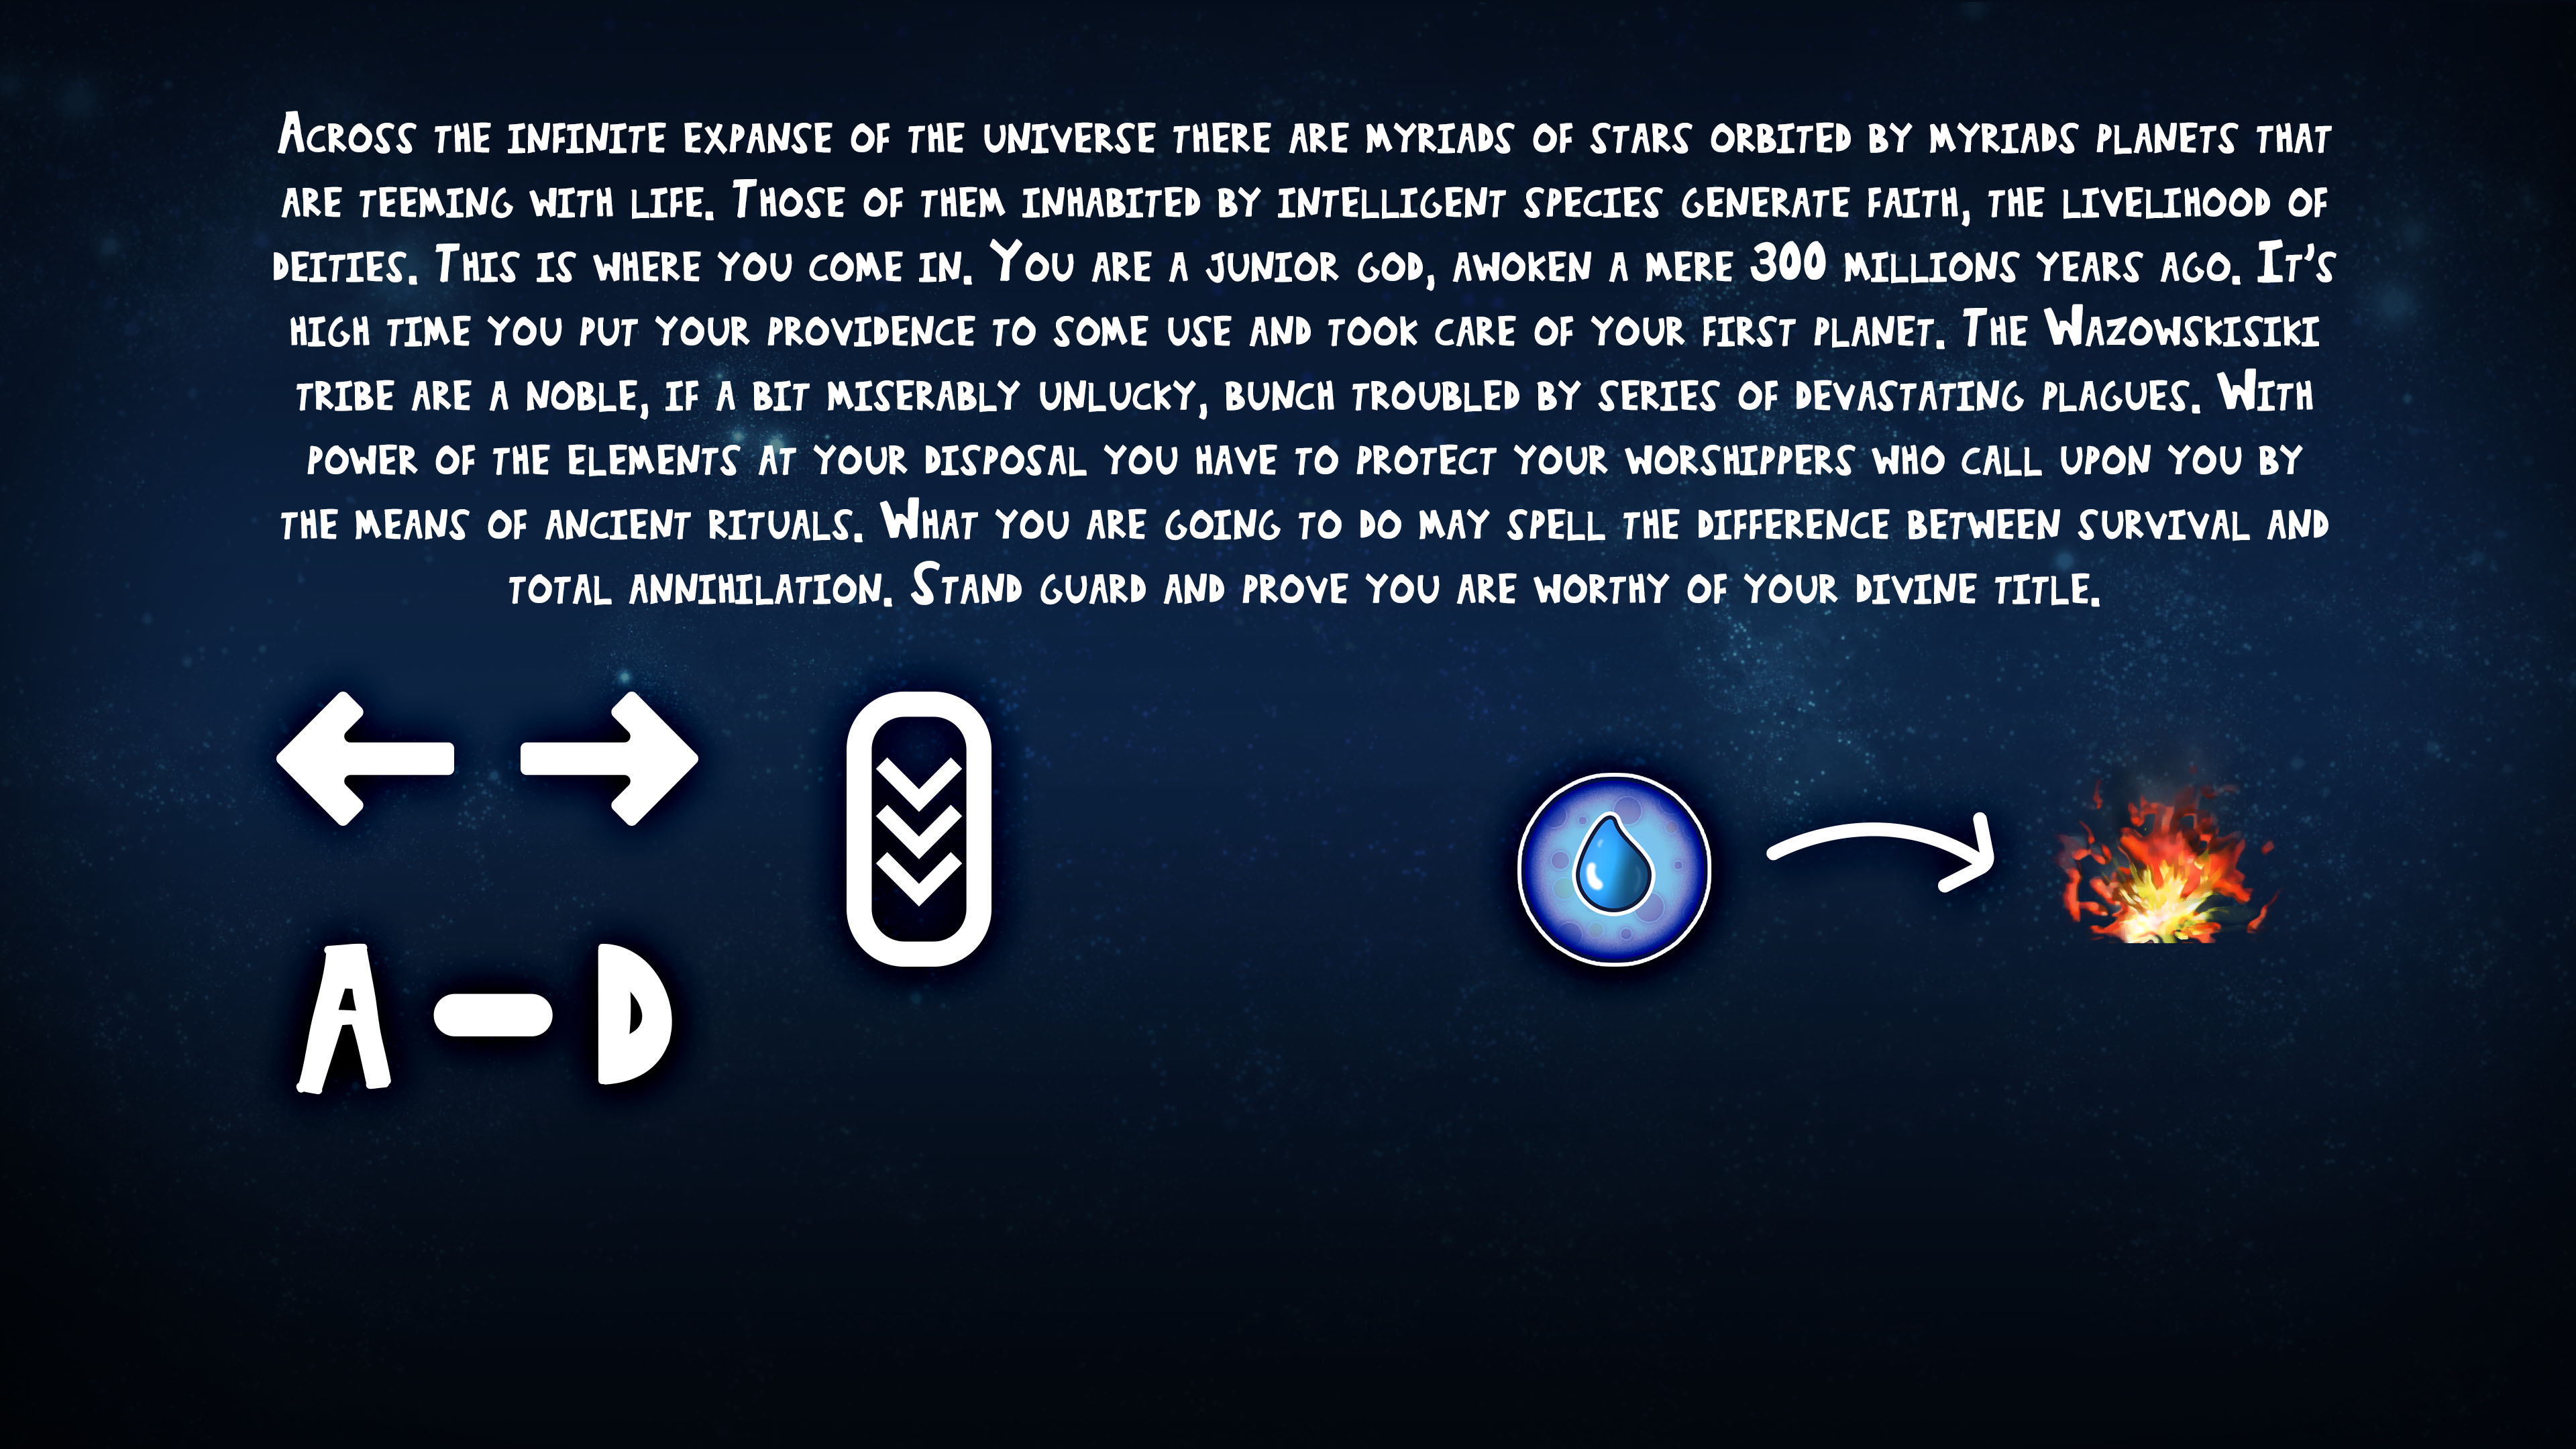 Across the infinite expanse of the universe there are myriads of stars orbited by myriads planets that
are teeming with life. Those of them inhabited by intelligent species generate faith, the livelihood of
deities. This is where you come in. You are a junior god, awoken a mere 300 millions years ago. It's
high time you put your providence to some use and took care of your first planet. The Wazowskisiki
tribe are a noble, if a bit miserably unlucky, bunch troubled by series of devastating plagues. With
power of the elements at your disposal you have to protect your worshippers who call upon you by
the means of ancient rituals. What you are going to do may spell the difference between survival and
total annihilation. Stand guard and prove you are worthy of your divine title.
A - D